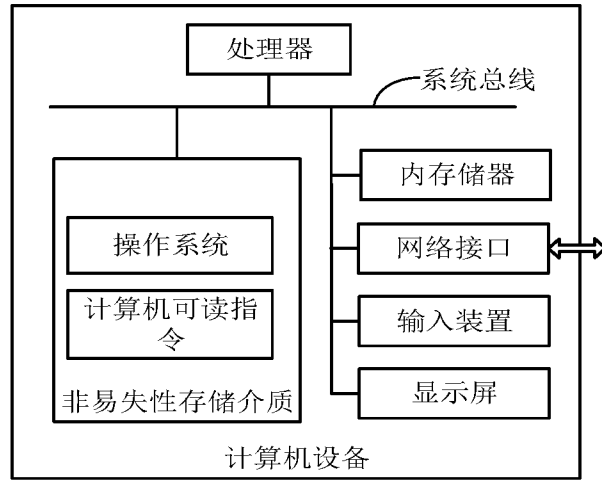 处理器
系统总线
内存储器
操作系统
网络接口
计算机可读指
令
输入装置
非易失性存储介质
显示屏
计算机设备